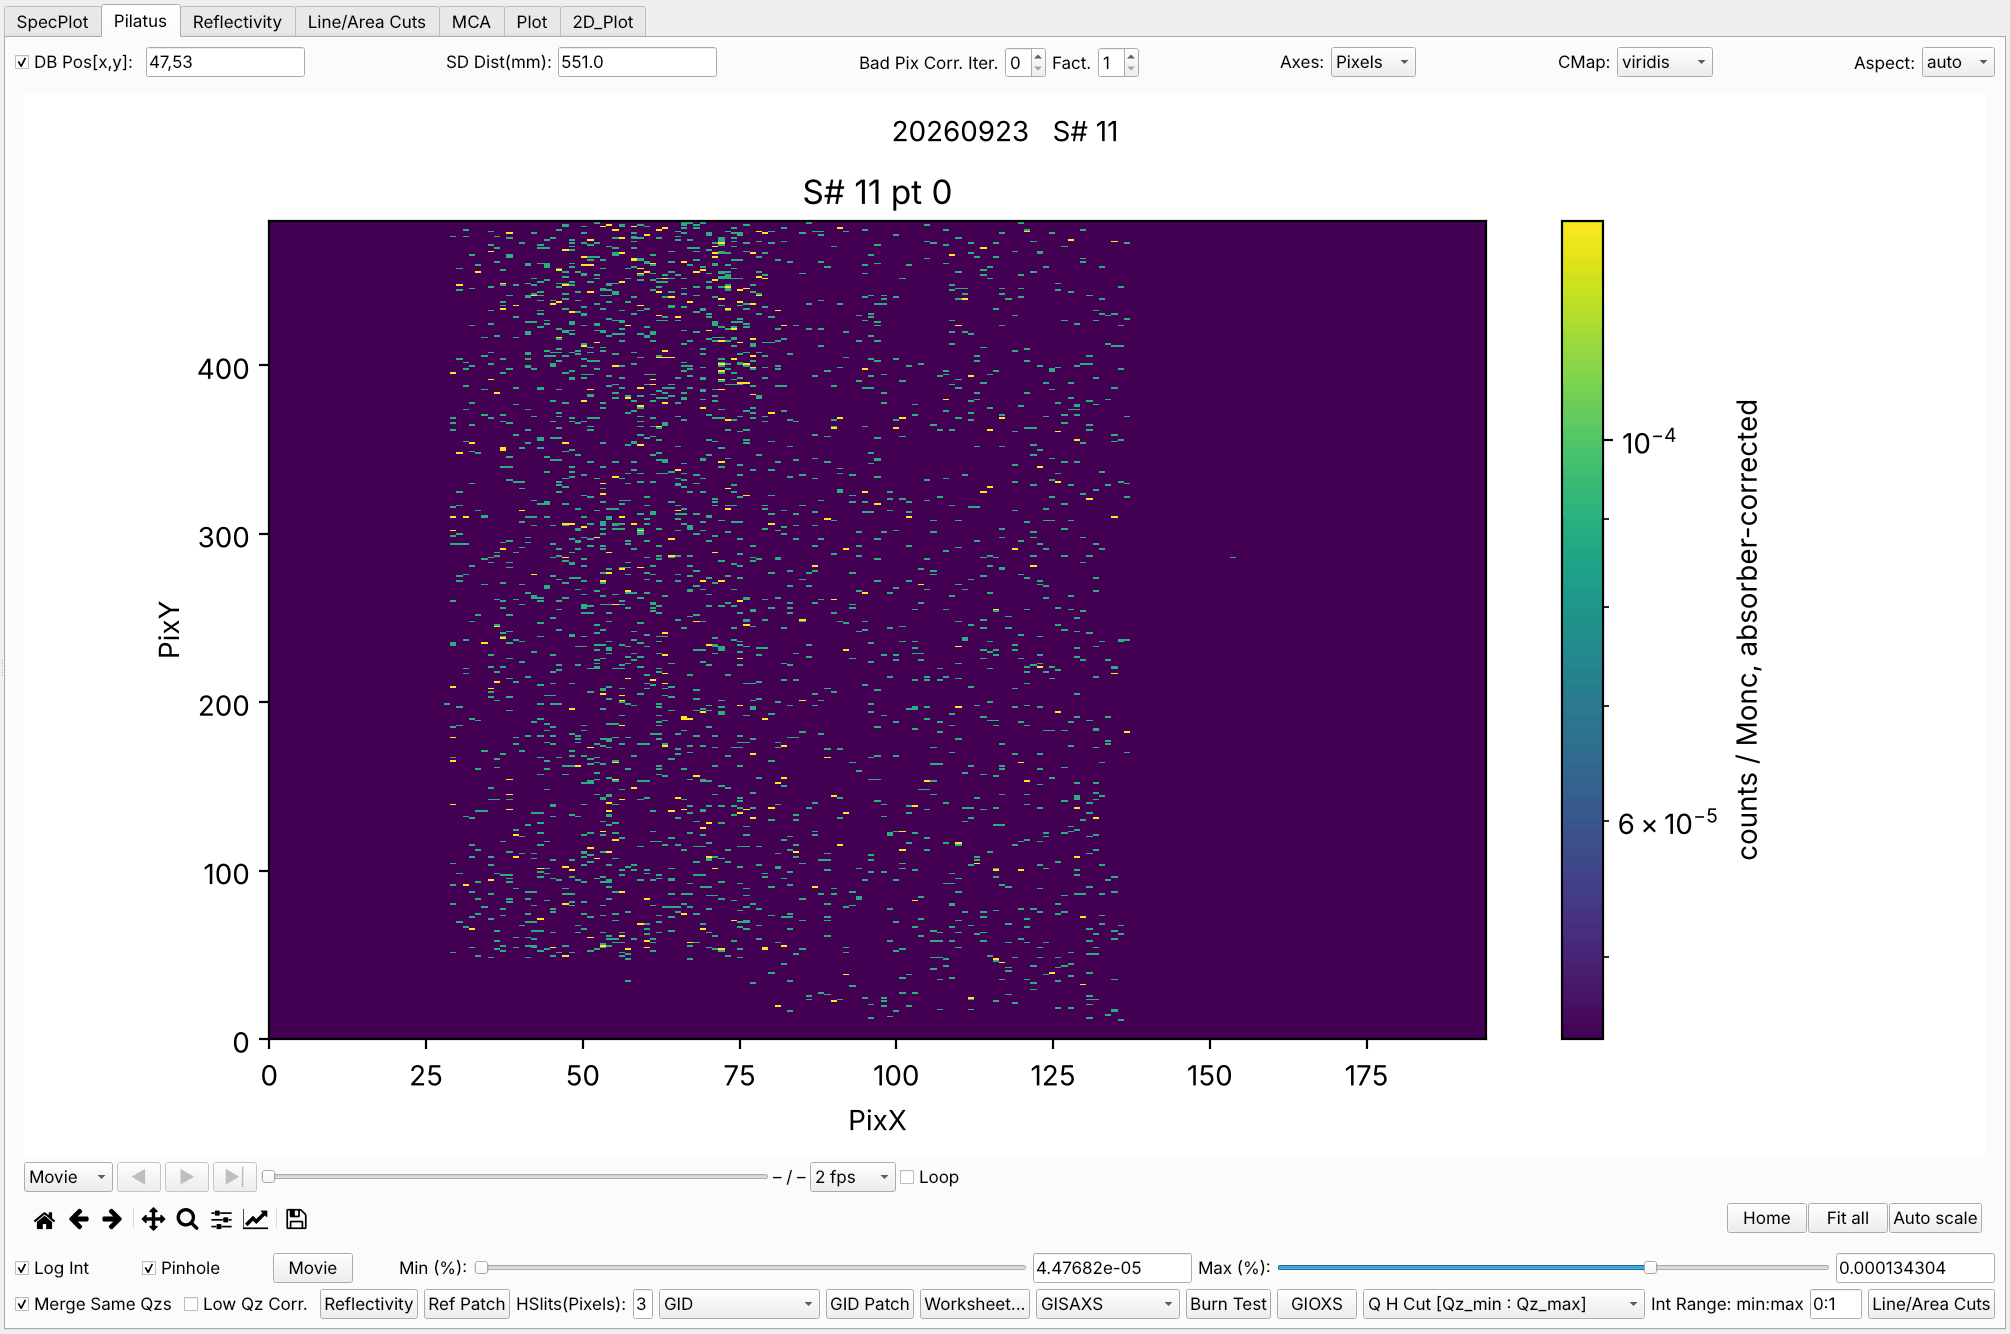 SpecPlot Pilatus Reflectivity Line/Area Cuts MCA Plot 2D_Plot
DB Pos[x,y]: 47,53 SD Dist(mm): 551.0 Bad Pix Corr. Iter. 0 Fact. 1 Axes: Pixels CMap: viridis Aspect: auto
20260923 S# 11
S# 11 pt 0
400
300
200
100
0
PixY
0 25 50 75 100 125 150 175
PixX
10⁻⁴
6 × 10⁻⁵
counts / Monc, absorber-corrected
Movie – / – 2 fps Loop
Home Fit all Auto scale
Log Int Pinhole Movie Min (%): 4.47682e-05 Max (%): 0.000134304
Merge Same Qzs Low Qz Corr. Reflectivity Ref Patch HSlits(Pixels): 3 GID GID Patch Worksheet... GISAXS Burn Test GIOXS Q H Cut [Qz_min : Qz_max] Int Range: min:max 0:1 Line/Area Cuts